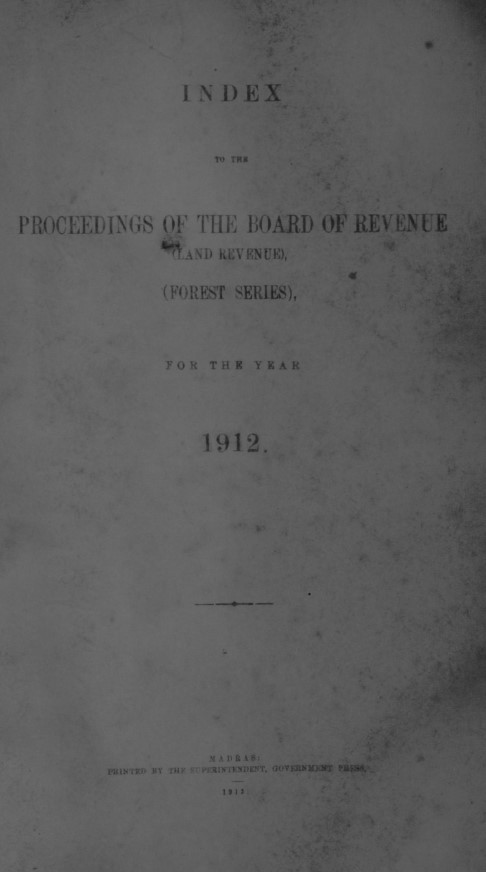 INDEX
TO THE
PROCEEDINGS OF THE BOARD OF REVENUE
(LAND REVENUE),
(FOREST SERIES),
FOR THE YEAR
1912.
MADRAS:
PRINTED BY THE SUPERINTENDENT, GOVERNMENT PRESS.